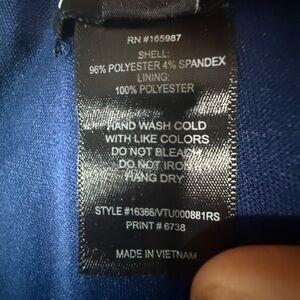 RN #165987
SHELL:
96% POLYESTER 4% SPANDEX
LINING:
100% POLYESTER
HAND WASH COLD
WITH LIKE COLORS
DO NOT BLEACH
DO NOT IRON
HANG DRY
STYLE #16366/VTU000881RS
PRINT # 6738
MADE IN VIETNAM